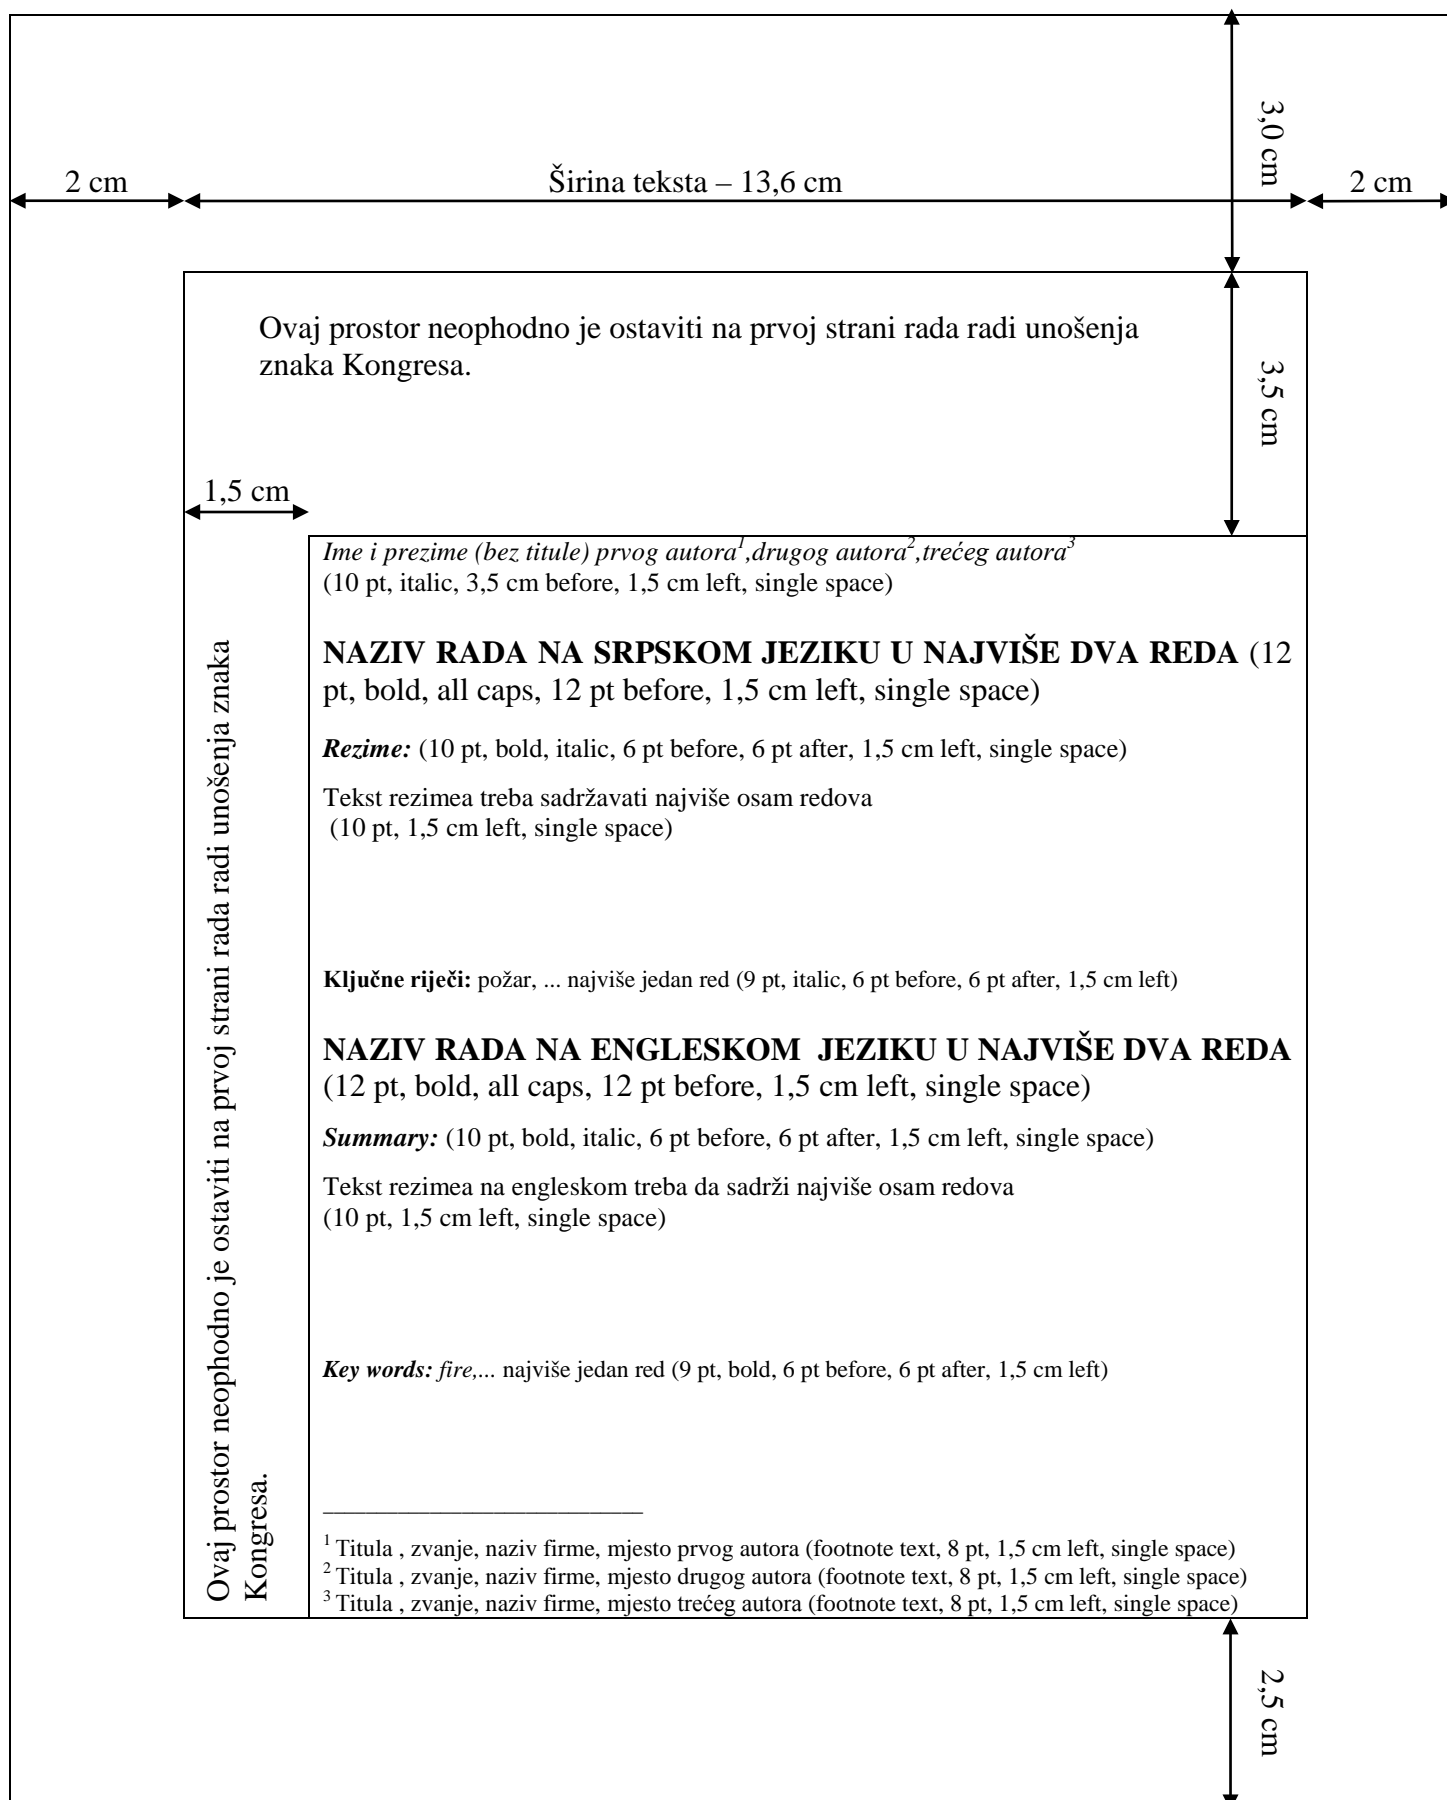 3,0 cm
2 cm
Širina teksta – 13,6 cm
2 cm
Ovaj prostor neophodno je ostaviti na prvoj strani rada radi unošenja
znaka Kongresa.
3,5 cm
1,5 cm
Ime i prezime (bez titule) prvog autora¹,drugog autora²,trećeg autora³
(10 pt, italic, 3,5 cm before, 1,5 cm left, single space)
NAZIV RADA NA SRPSKOM JEZIKU U NAJVIŠE DVA REDA (12
pt, bold, all caps, 12 pt before, 1,5 cm left, single space)
Rezime: (10 pt, bold, italic, 6 pt before, 6 pt after, 1,5 cm left, single space)
Tekst rezimea treba sadržavati najviše osam redova
(10 pt, 1,5 cm left, single space)
Ključne riječi: požar, ... najviše jedan red (9 pt, italic, 6 pt before, 6 pt after, 1,5 cm left)
NAZIV RADA NA ENGLESKOM  JEZIKU U NAJVIŠE DVA REDA
(12 pt, bold, all caps, 12 pt before, 1,5 cm left, single space)
Summary: (10 pt, bold, italic, 6 pt before, 6 pt after, 1,5 cm left, single space)
Tekst rezimea na engleskom treba da sadrži najviše osam redova
(10 pt, 1,5 cm left, single space)
Key words: fire,... najviše jedan red (9 pt, bold, 6 pt before, 6 pt after, 1,5 cm left)
¹ Titula , zvanje, naziv firme, mjesto prvog autora (footnote text, 8 pt, 1,5 cm left, single space)
² Titula , zvanje, naziv firme, mjesto drugog autora (footnote text, 8 pt, 1,5 cm left, single space)
³ Titula , zvanje, naziv firme, mjesto trećeg autora (footnote text, 8 pt, 1,5 cm left, single space)
Ovaj prostor neophodno je ostaviti na prvoj strani rada radi unošenja znaka
Kongresa.
2,5 cm